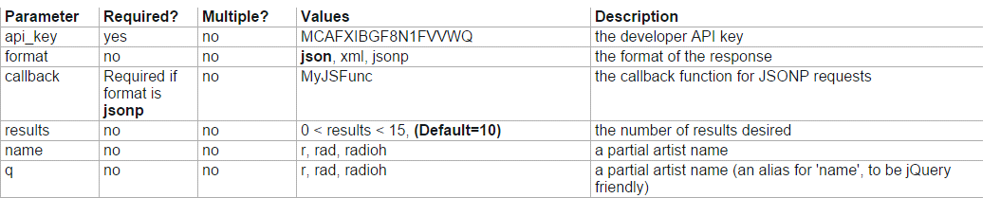 Parameter Required? Multiple? Values Description
api_key yes no MCAFXIBGF8N1FVVWQ the developer API key
format no no json, xml, jsonp the format of the response
callback Required if format is jsonp no MyJSFunc the callback function for JSONP requests
results no no 0 < results < 15, (Default=10) the number of results desired
name no no r, rad, radioh a partial artist name
q no no r, rad, radioh a partial artist name (an alias for 'name', to be jQuery friendly)